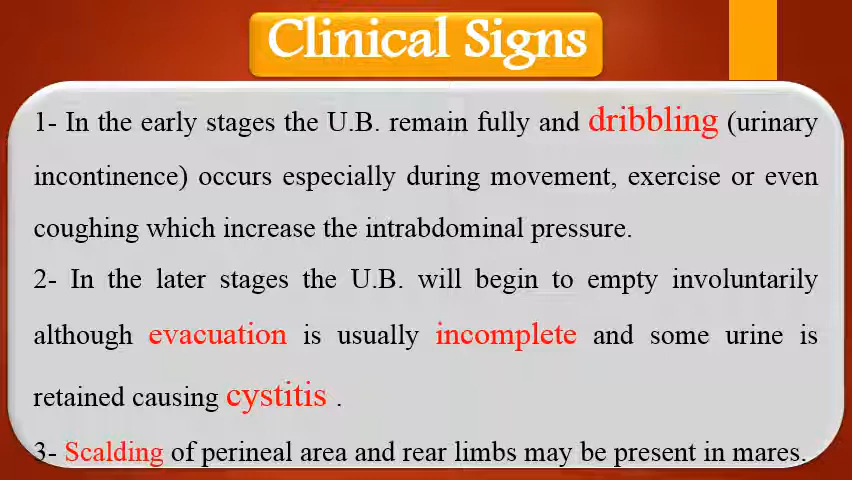 Clinical Signs
1- In the early stages the U.B. remain fully and dribbling (urinary
incontinence) occurs especially during movement, exercise or even
coughing which increase the intrabdominal pressure.
2- In the later stages the U.B. will begin to empty involuntarily
although evacuation is usually incomplete and some urine is
retained causing cystitis .
3- Scalding of perineal area and rear limbs may be present in mares.